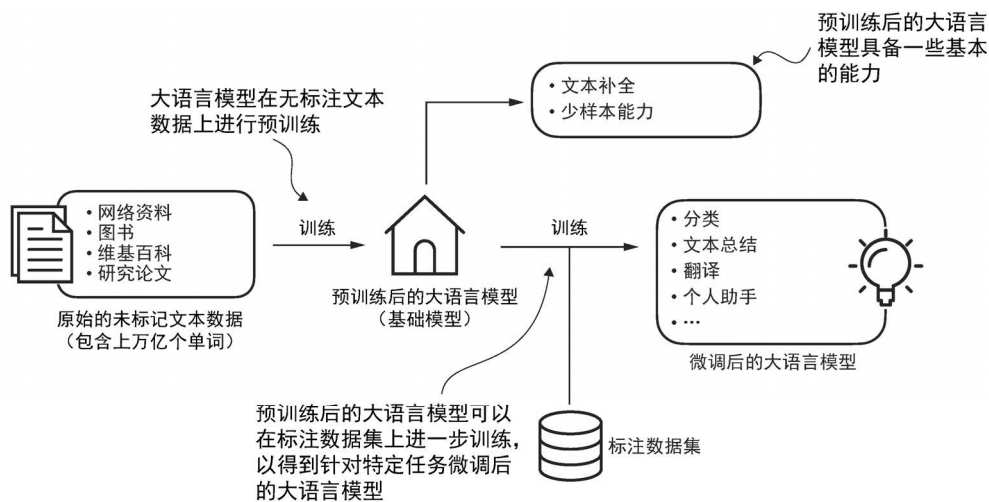 预训练后的大语言
模型具备一些基本
的能力
• 文本补全
• 少样本能力
大语言模型在无标注文本
数据上进行预训练
• 网络资料
• 图书
• 维基百科
• 研究论文
原始的未标记文本数据
（包含上万亿个单词）
训练
预训练后的大语言模型
（基础模型）
训练
• 分类
• 文本总结
• 翻译
• 个人助手
• …
微调后的大语言模型
预训练后的大语言模型可以
在标注数据集上进一步训练，
以得到针对特定任务微调后
的大语言模型
标注数据集